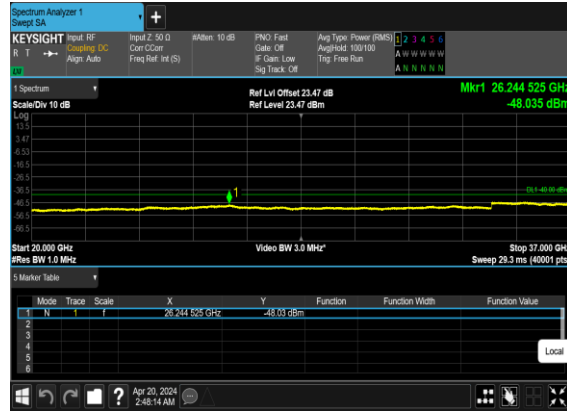 Spectrum Analyzer 1
Swept SA
+
KEYSIGHT Input: RF Input Z: 50 Ω #Atten: 10 dB PNO: Fast Avg Type: Power (RMS) 1 2 3 4 5 6
R T Coupling: DC Corr CCorr Gate: Off Avg|Hold: 100/100 A W W W W W
Align: Auto Freq Ref: Int (S) IF Gain: Low Trig: Free Run
Sig Track: Off A N N N N N
1 Spectrum Ref Lvl Offset 23.47 dB Mkr1 26.244 525 GHz
Scale/Div 10 dB Ref Level 23.47 dBm -48.035 dBm
Log
13.5
3.47
-6.53
-16.5
-26.5
-36.5 1 DL1 -40.00 dBm
-46.5
-56.5
-66.5
Start 20.000 GHz Video BW 3.0 MHz* Stop 37.000 GHz
#Res BW 1.0 MHz Sweep 29.3 ms (40001 pts)
5 Marker Table
Mode Trace Scale X Y Function Function Width Function Value
1 N 1 f 26.244 525 GHz -48.03 dBm
2
3
4
5
6
Local
? Apr 20, 2024
2:48:14 AM